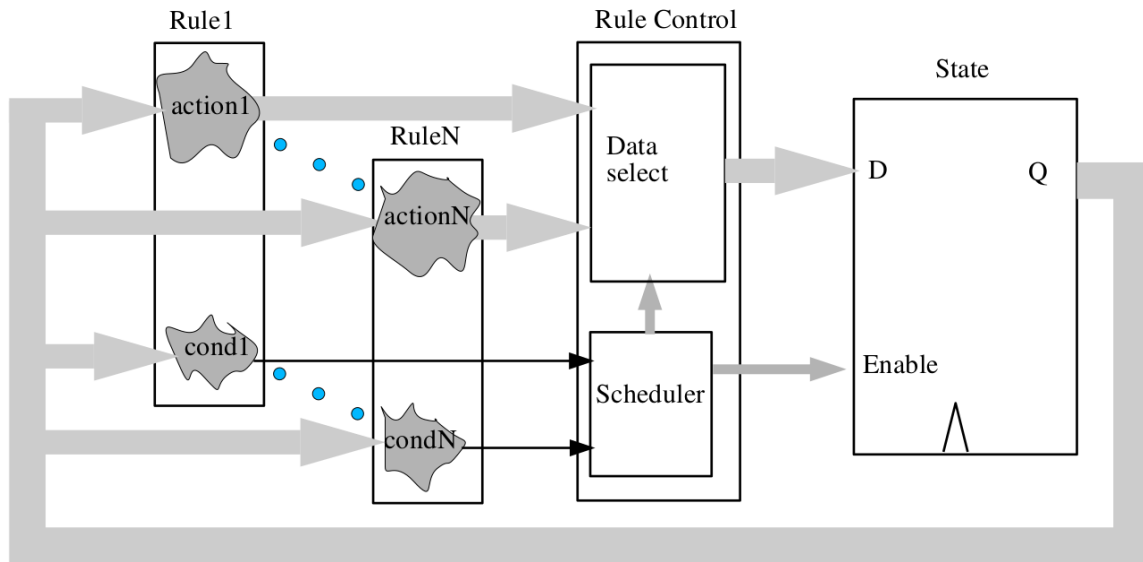 Rule1
Rule Control
State
action1
RuleN
Data
select
D
Q
actionN
cond1
Enable
Scheduler
condN